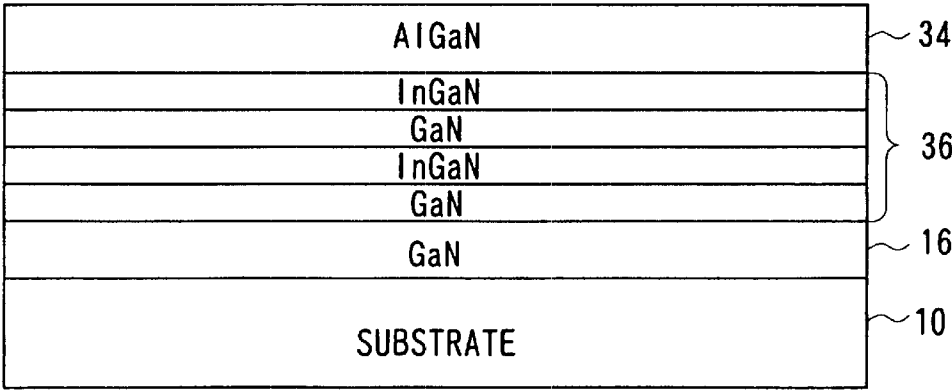 AlGaN 34
InGaN
GaN
36
InGaN
GaN
GaN 16
SUBSTRATE 10